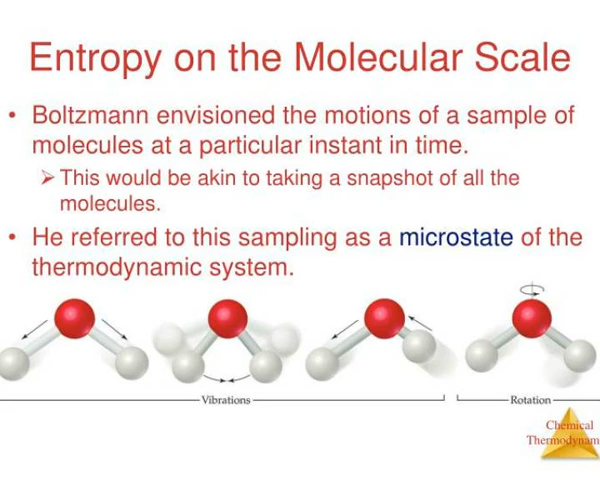 Entropy on the Molecular Scale
• Boltzmann envisioned the motions of a sample of
molecules at a particular instant in time.
➢ This would be akin to taking a snapshot of all the
molecules.
• He referred to this sampling as a microstate of the
thermodynamic system.
Vibrations
Rotation
Chemical
Thermodynam